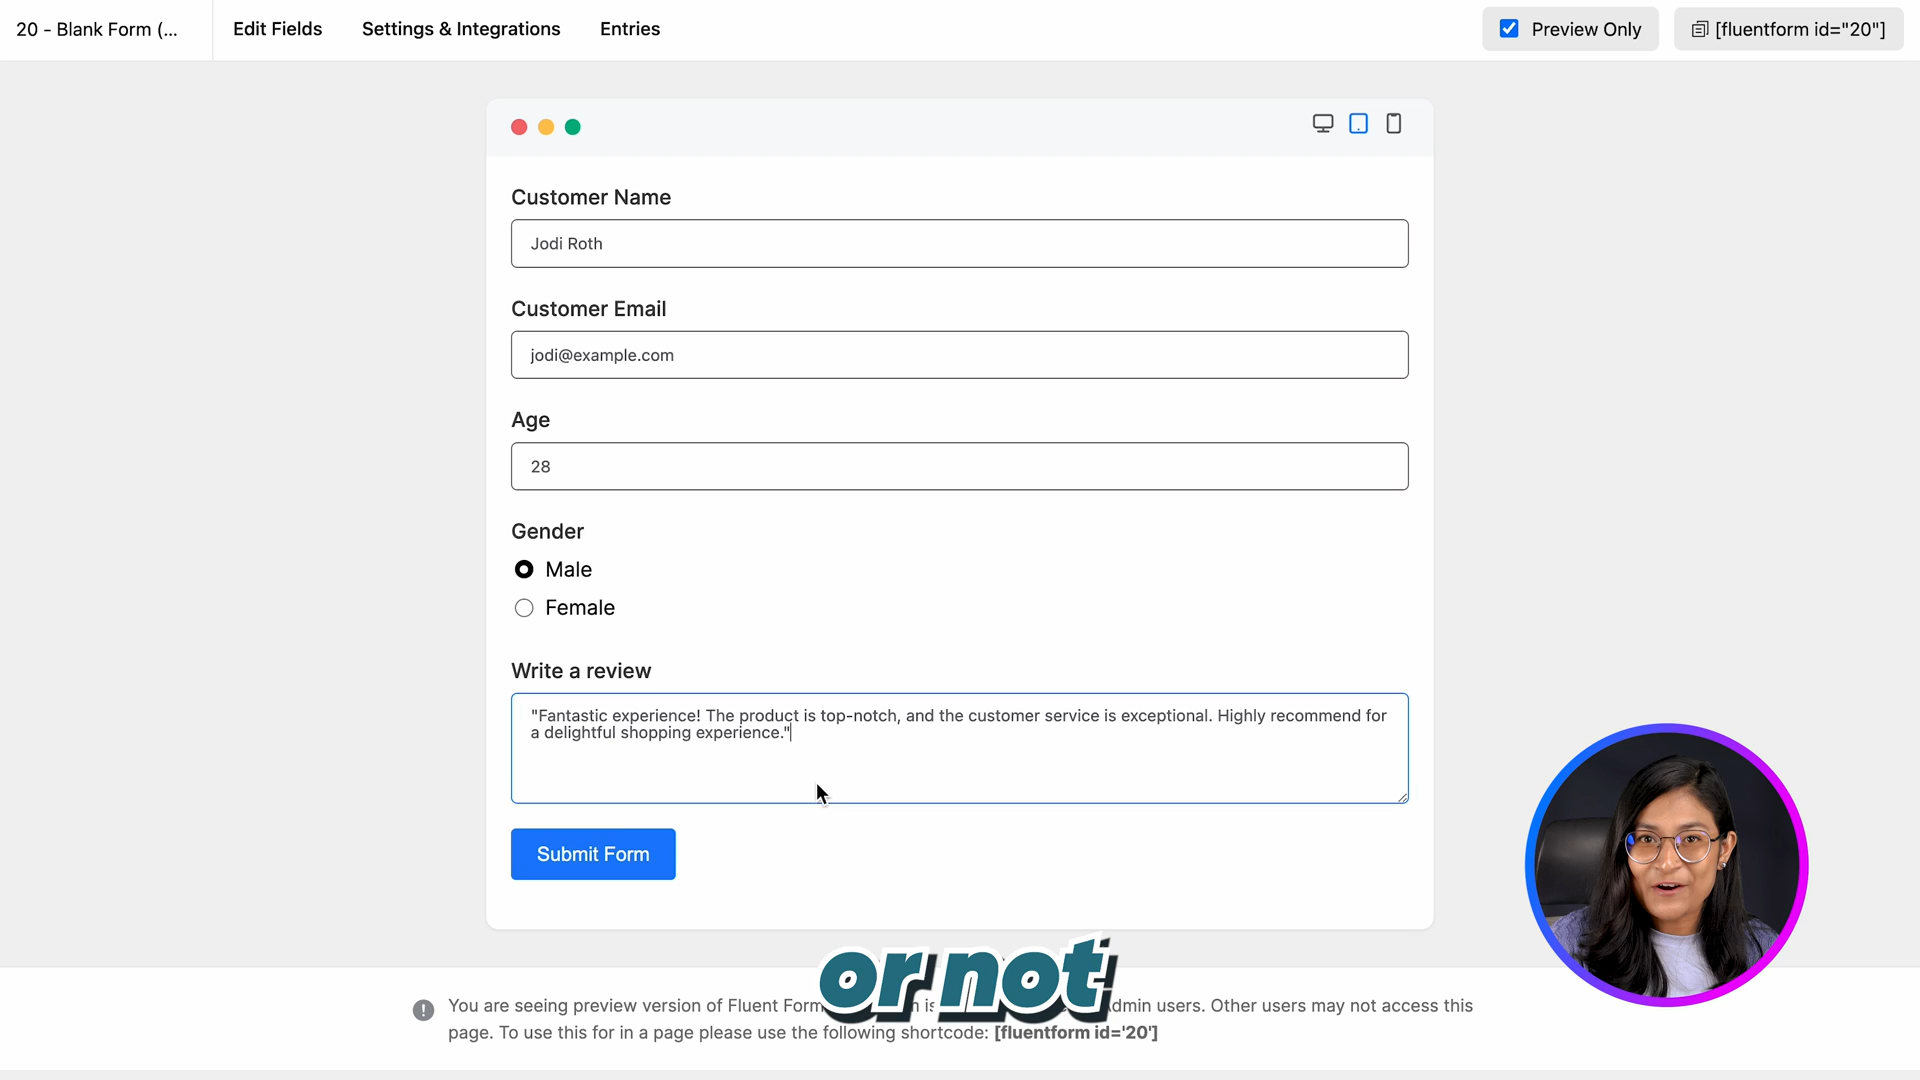 20 - Blank Form (...
Edit Fields
Settings & Integrations
Entries
Preview Only
[fluentform id="20"]
Customer Name
Jodi Roth
Customer Email
jodi@example.com
Age
28
Gender
Male
Female
Write a review
"Fantastic experience! The product is top-notch, and the customer service is exceptional. Highly recommend for
a delightful shopping experience."
Submit Form
or not
You are seeing preview version of Fluent Form users. Other users may not access this
page. To use this for in a page please use the following shortcode: [fluentform id='20']